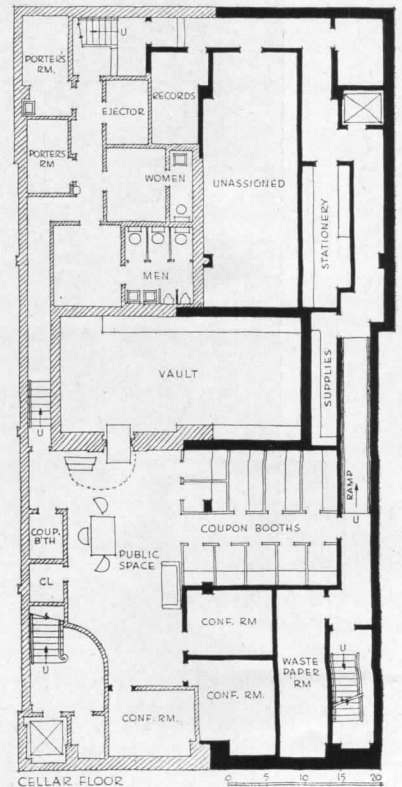 U
PORTER'S
RM.
EJECTOR
RECORDS
PORTER'S
RM
WOMEN
UNASSIGNED
STATIONERY
MEN
VAULT
SUPPLIES
U
RAMP
U
COUPON BOOTHS
COUP.
B'TH
PUBLIC
SPACE
CL
CONF. RM
U
WASTE
PAPER
RM
U
CONF. RM.
CONF. RM.
CELLAR FLOOR
0 5 10 15 20